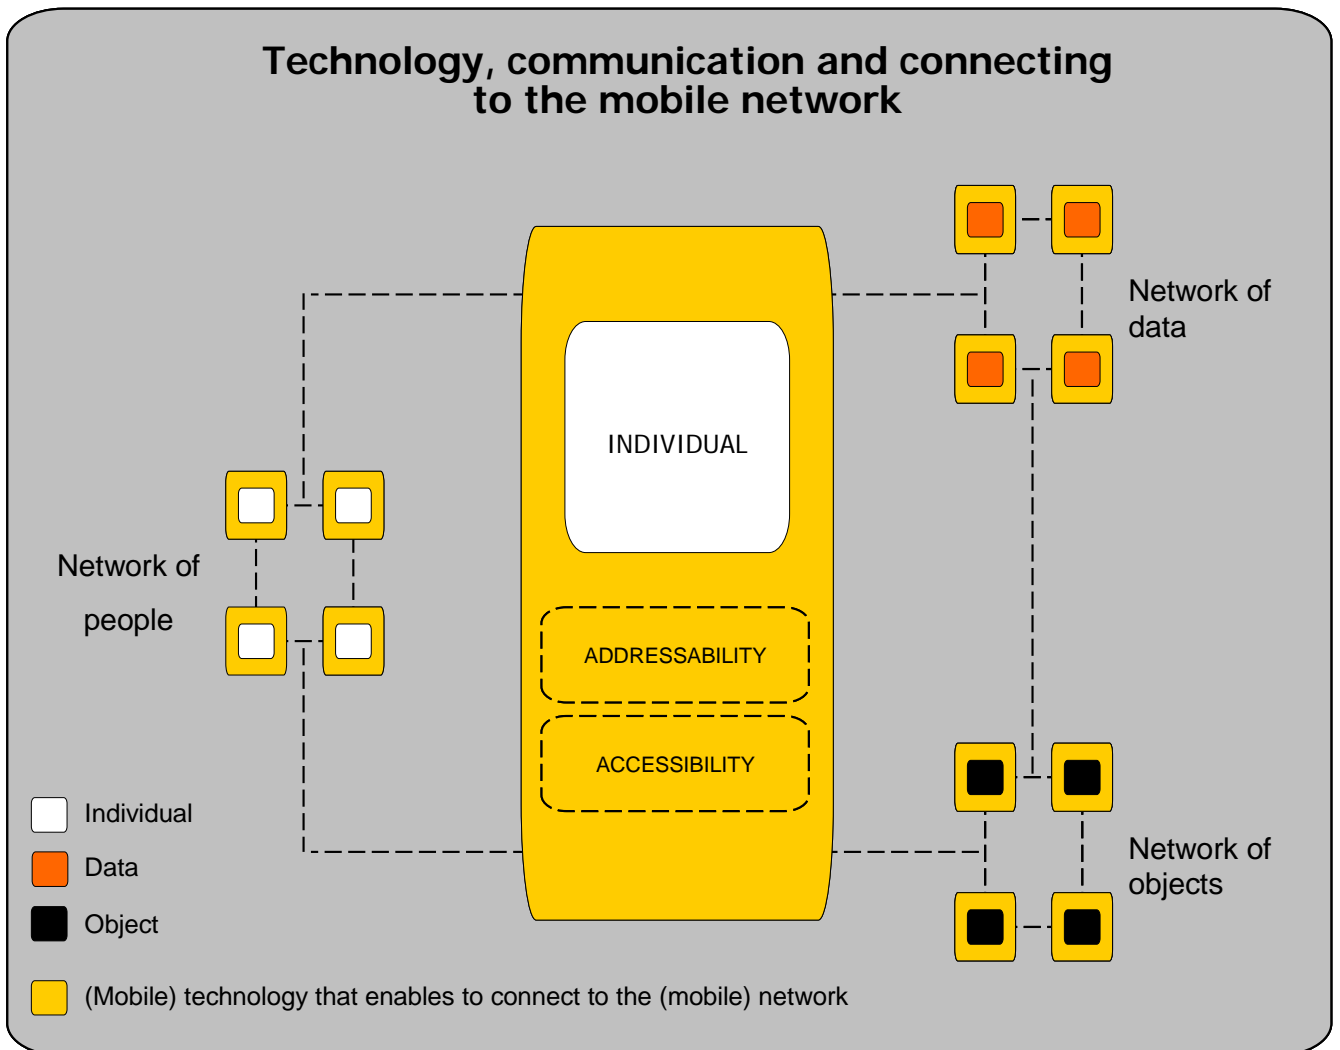 Technology, communication and connecting
to the mobile network
Network of
data
INDIVIDUAL
Network of
people
ADDRESSABILITY
ACCESSIBILITY
Network of
objects
Individual
Data
Object
(Mobile) technology that enables to connect to the (mobile) network